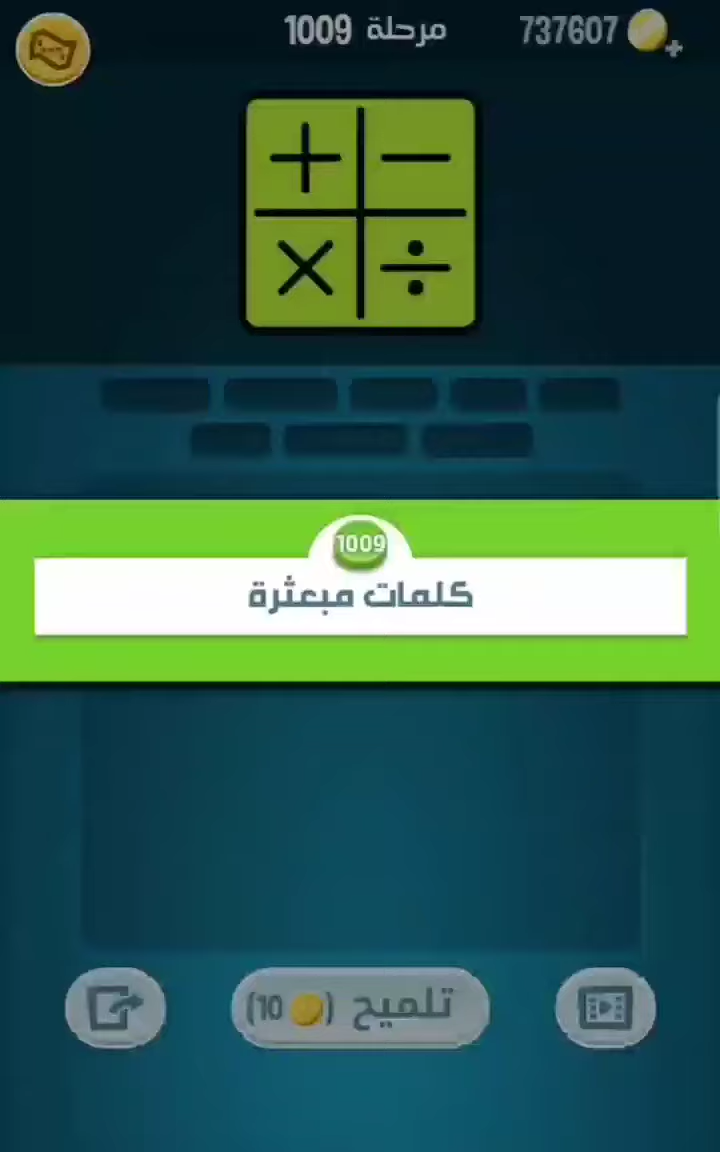 مرحلة 1009
737607
+ −
× ÷
1009
كلمات مبعثرة
تلميح (10)